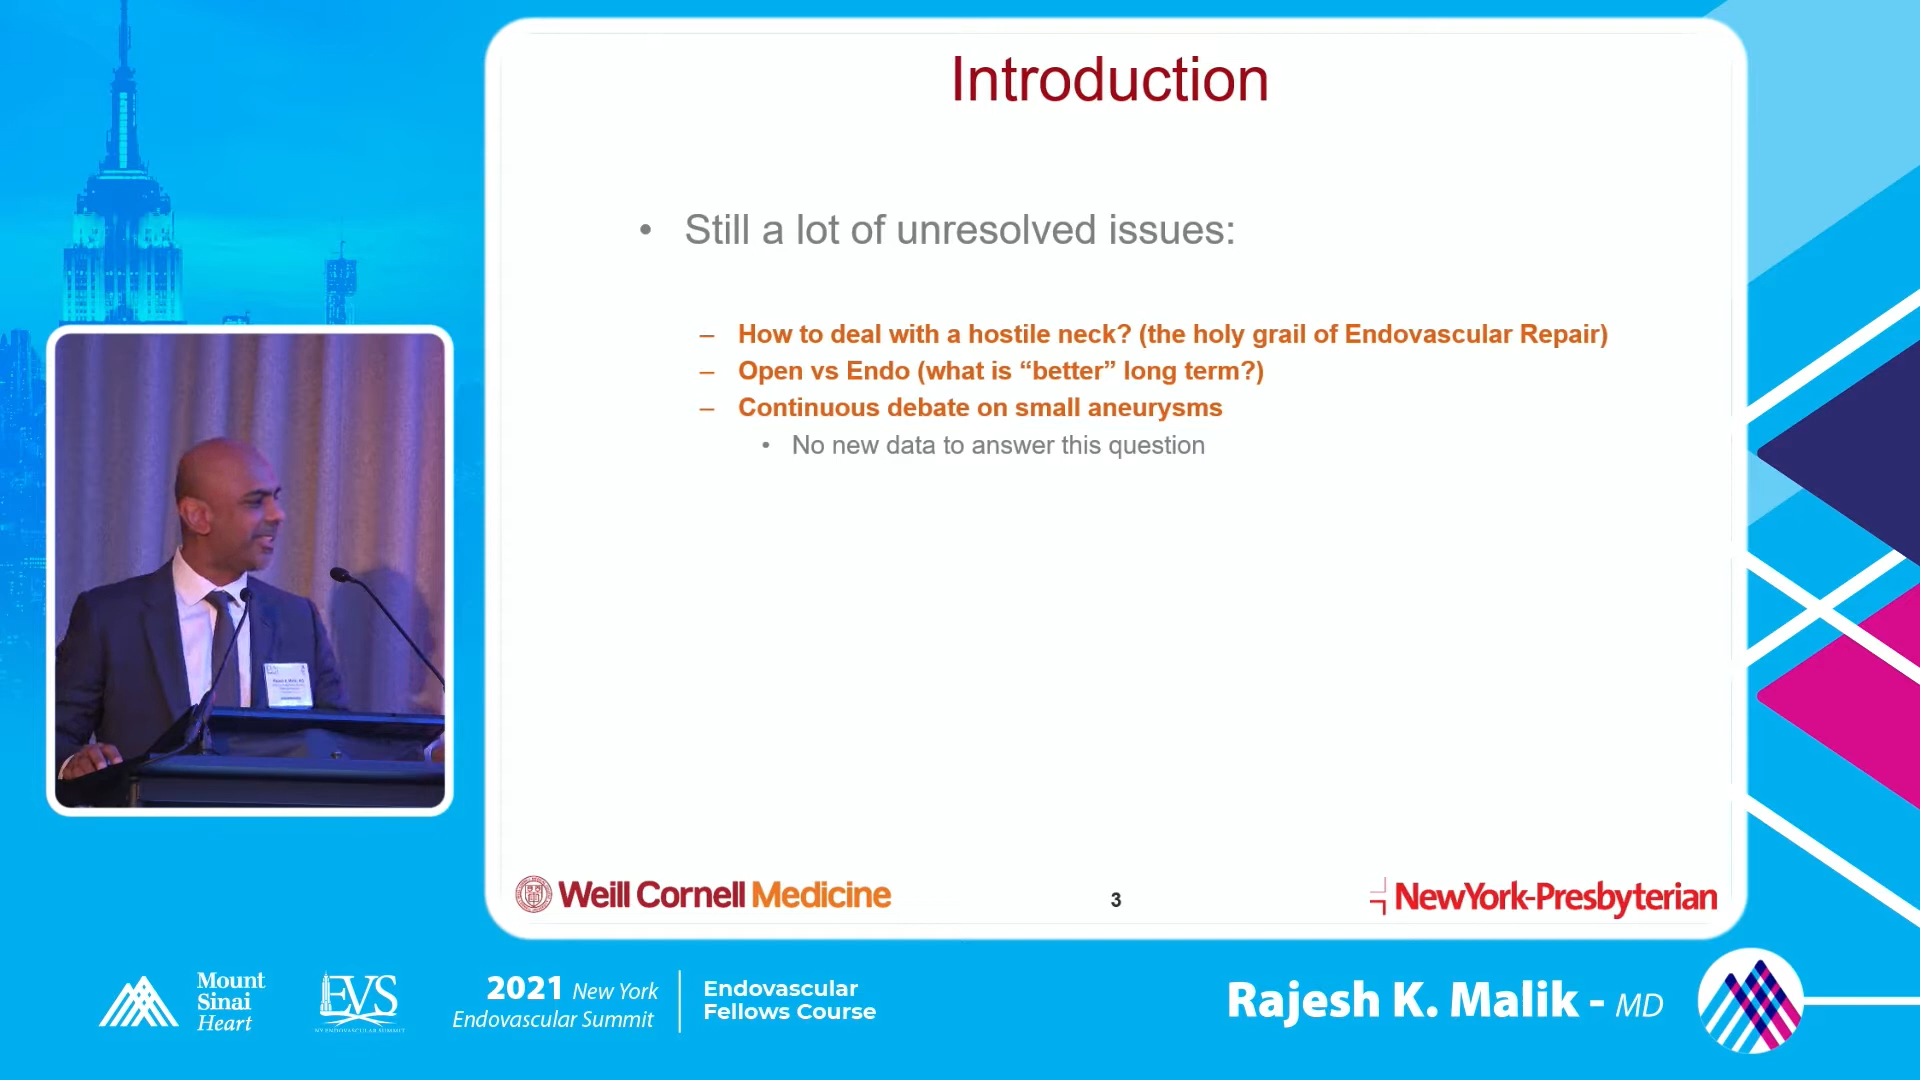 Introduction
• Still a lot of unresolved issues:
– How to deal with a hostile neck? (the holy grail of Endovascular Repair)
– Open vs Endo (what is “better” long term?)
– Continuous debate on small aneurysms
• No new data to answer this question
Weill Cornell Medicine
3
NewYork-Presbyterian
Mount
Sinai
Heart
EVS
NY ENDOVASCULAR SUMMIT
2021 New York
Endovascular Summit
Endovascular
Fellows Course
Rajesh K. Malik - MD